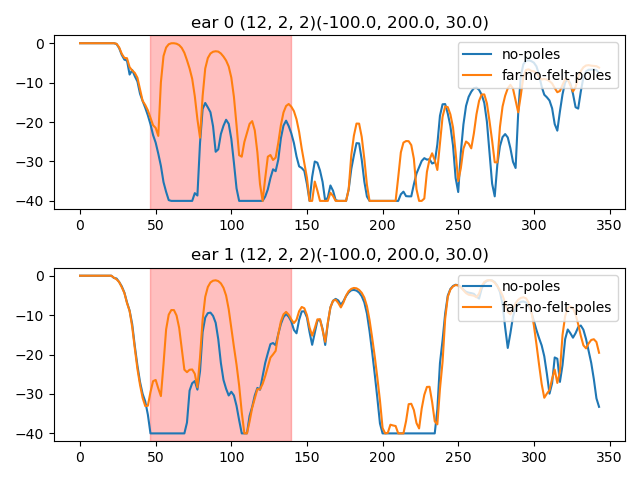 ear 0 (12, 2, 2)(-100.0, 200.0, 30.0)
0
−10
−20
−30
−40
no-poles
far-no-felt-poles
0 50 100 150 200 250 300 350
ear 1 (12, 2, 2)(-100.0, 200.0, 30.0)
0
−10
−20
−30
−40
no-poles
far-no-felt-poles
0 50 100 150 200 250 300 350